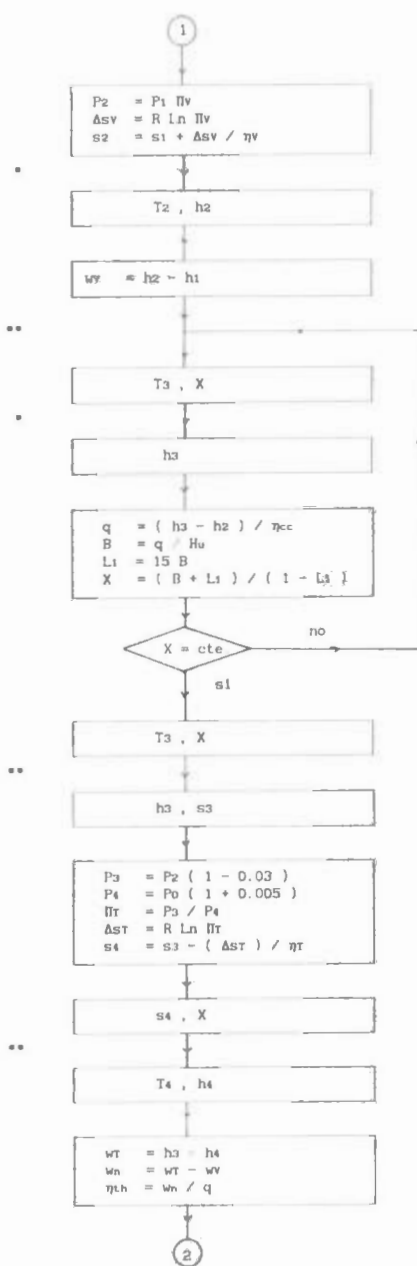 1
P2 = P1 ΠV
ΔsV = R Ln ΠV
s2 = s1 + ΔsV / ηV
T2 , h2
wV = h2 - h1
T3 , X
h3
q = ( h3 - h2 ) / ηcc
B = q / Hu
L1 = 15 B
X = ( B + L1 ) / ( 1 - L1 )
X = cte
no
si
T3 , X
h3 , s3
P3 = P2 ( 1 - 0.03 )
P4 = P0 ( 1 + 0.005 )
ΠT = P3 / P4
ΔsT = R Ln ΠT
s4 = s3 - ( ΔsT ) / ηT
s4 , X
T4 , h4
wT = h3 - h4
wn = wT - wV
ηth = wn / q
2